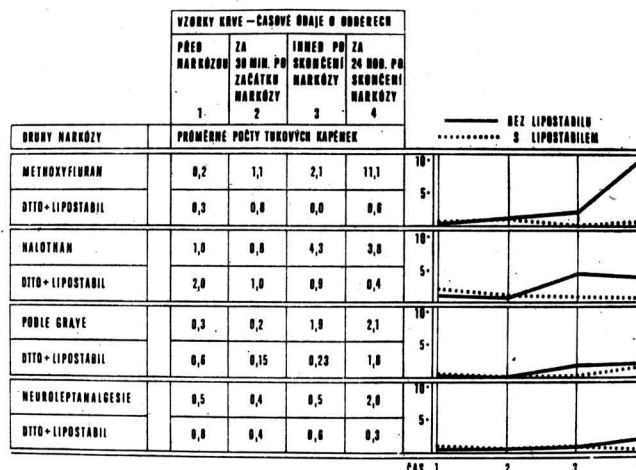 VZORKY KRVE – ČASOVÉ ÚDAJE O ODBĚRECH
PŘED NARKÓZOU 1
ZA 30 MIN. PO ZAČÁTKU NARKÓZY 2
IHNED PO SKONČENÍ NARKÓZY 3
ZA 24 HOD. PO SKONČENÍ NARKÓZY 4
BEZ LIPOSTABILU
S LIPOSTABILEM
DRUHY NARKÓZY PRŮMĚRNÉ POČTY TUKOVÝCH KAPÉNEK
METHOXYFLURAN 0,2 1,1 2,1 11,1
DTTO+LIPOSTABIL 0,3 0,8 0,0 0,6
10
5
HALOTHAN 1,0 0,8 4,3 3,8
DTTO+LIPOSTABIL 2,0 1,0 0,9 0,4
10
5
PODLE GRAYE 0,3 0,2 1,9 2,1
DTTO+LIPOSTABIL 0,6 0,15 0,23 1,8
10
5
NEUROLEPTANALGESIE 0,5 0,4 0,5 2,0
DTTO+LIPOSTABIL 0,8 0,4 0,6 0,3
10
5
ČAS 1 2 3